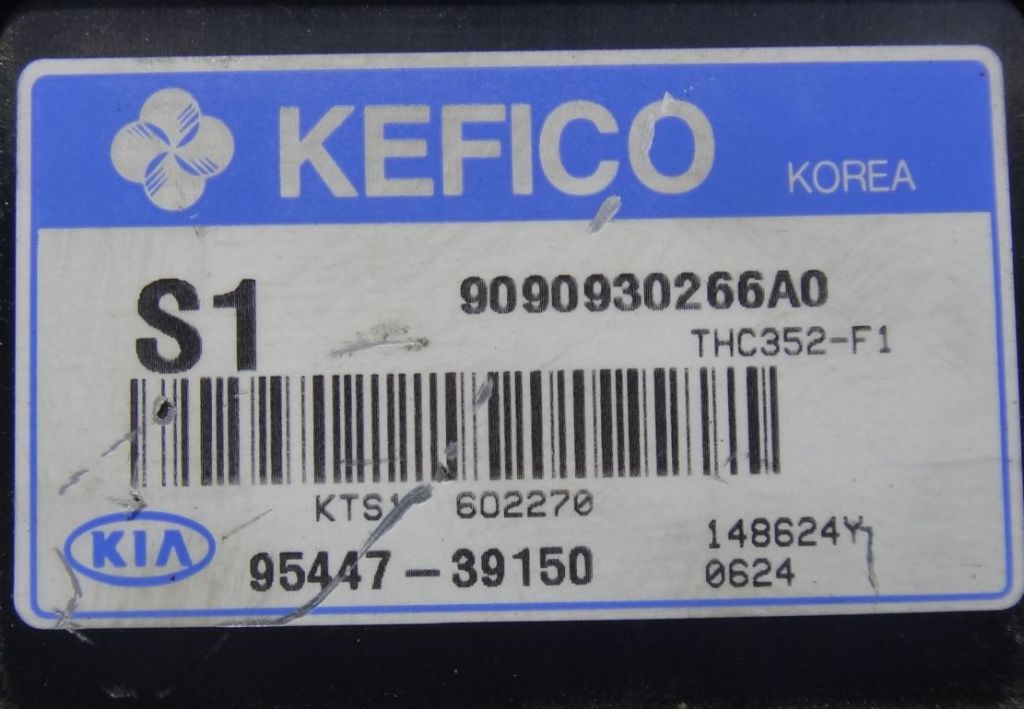 KEFICO KOREA
S1 9090930266A0
THC352-F1
KTS1 602270
KIA 95447-39150
148624Y
0624